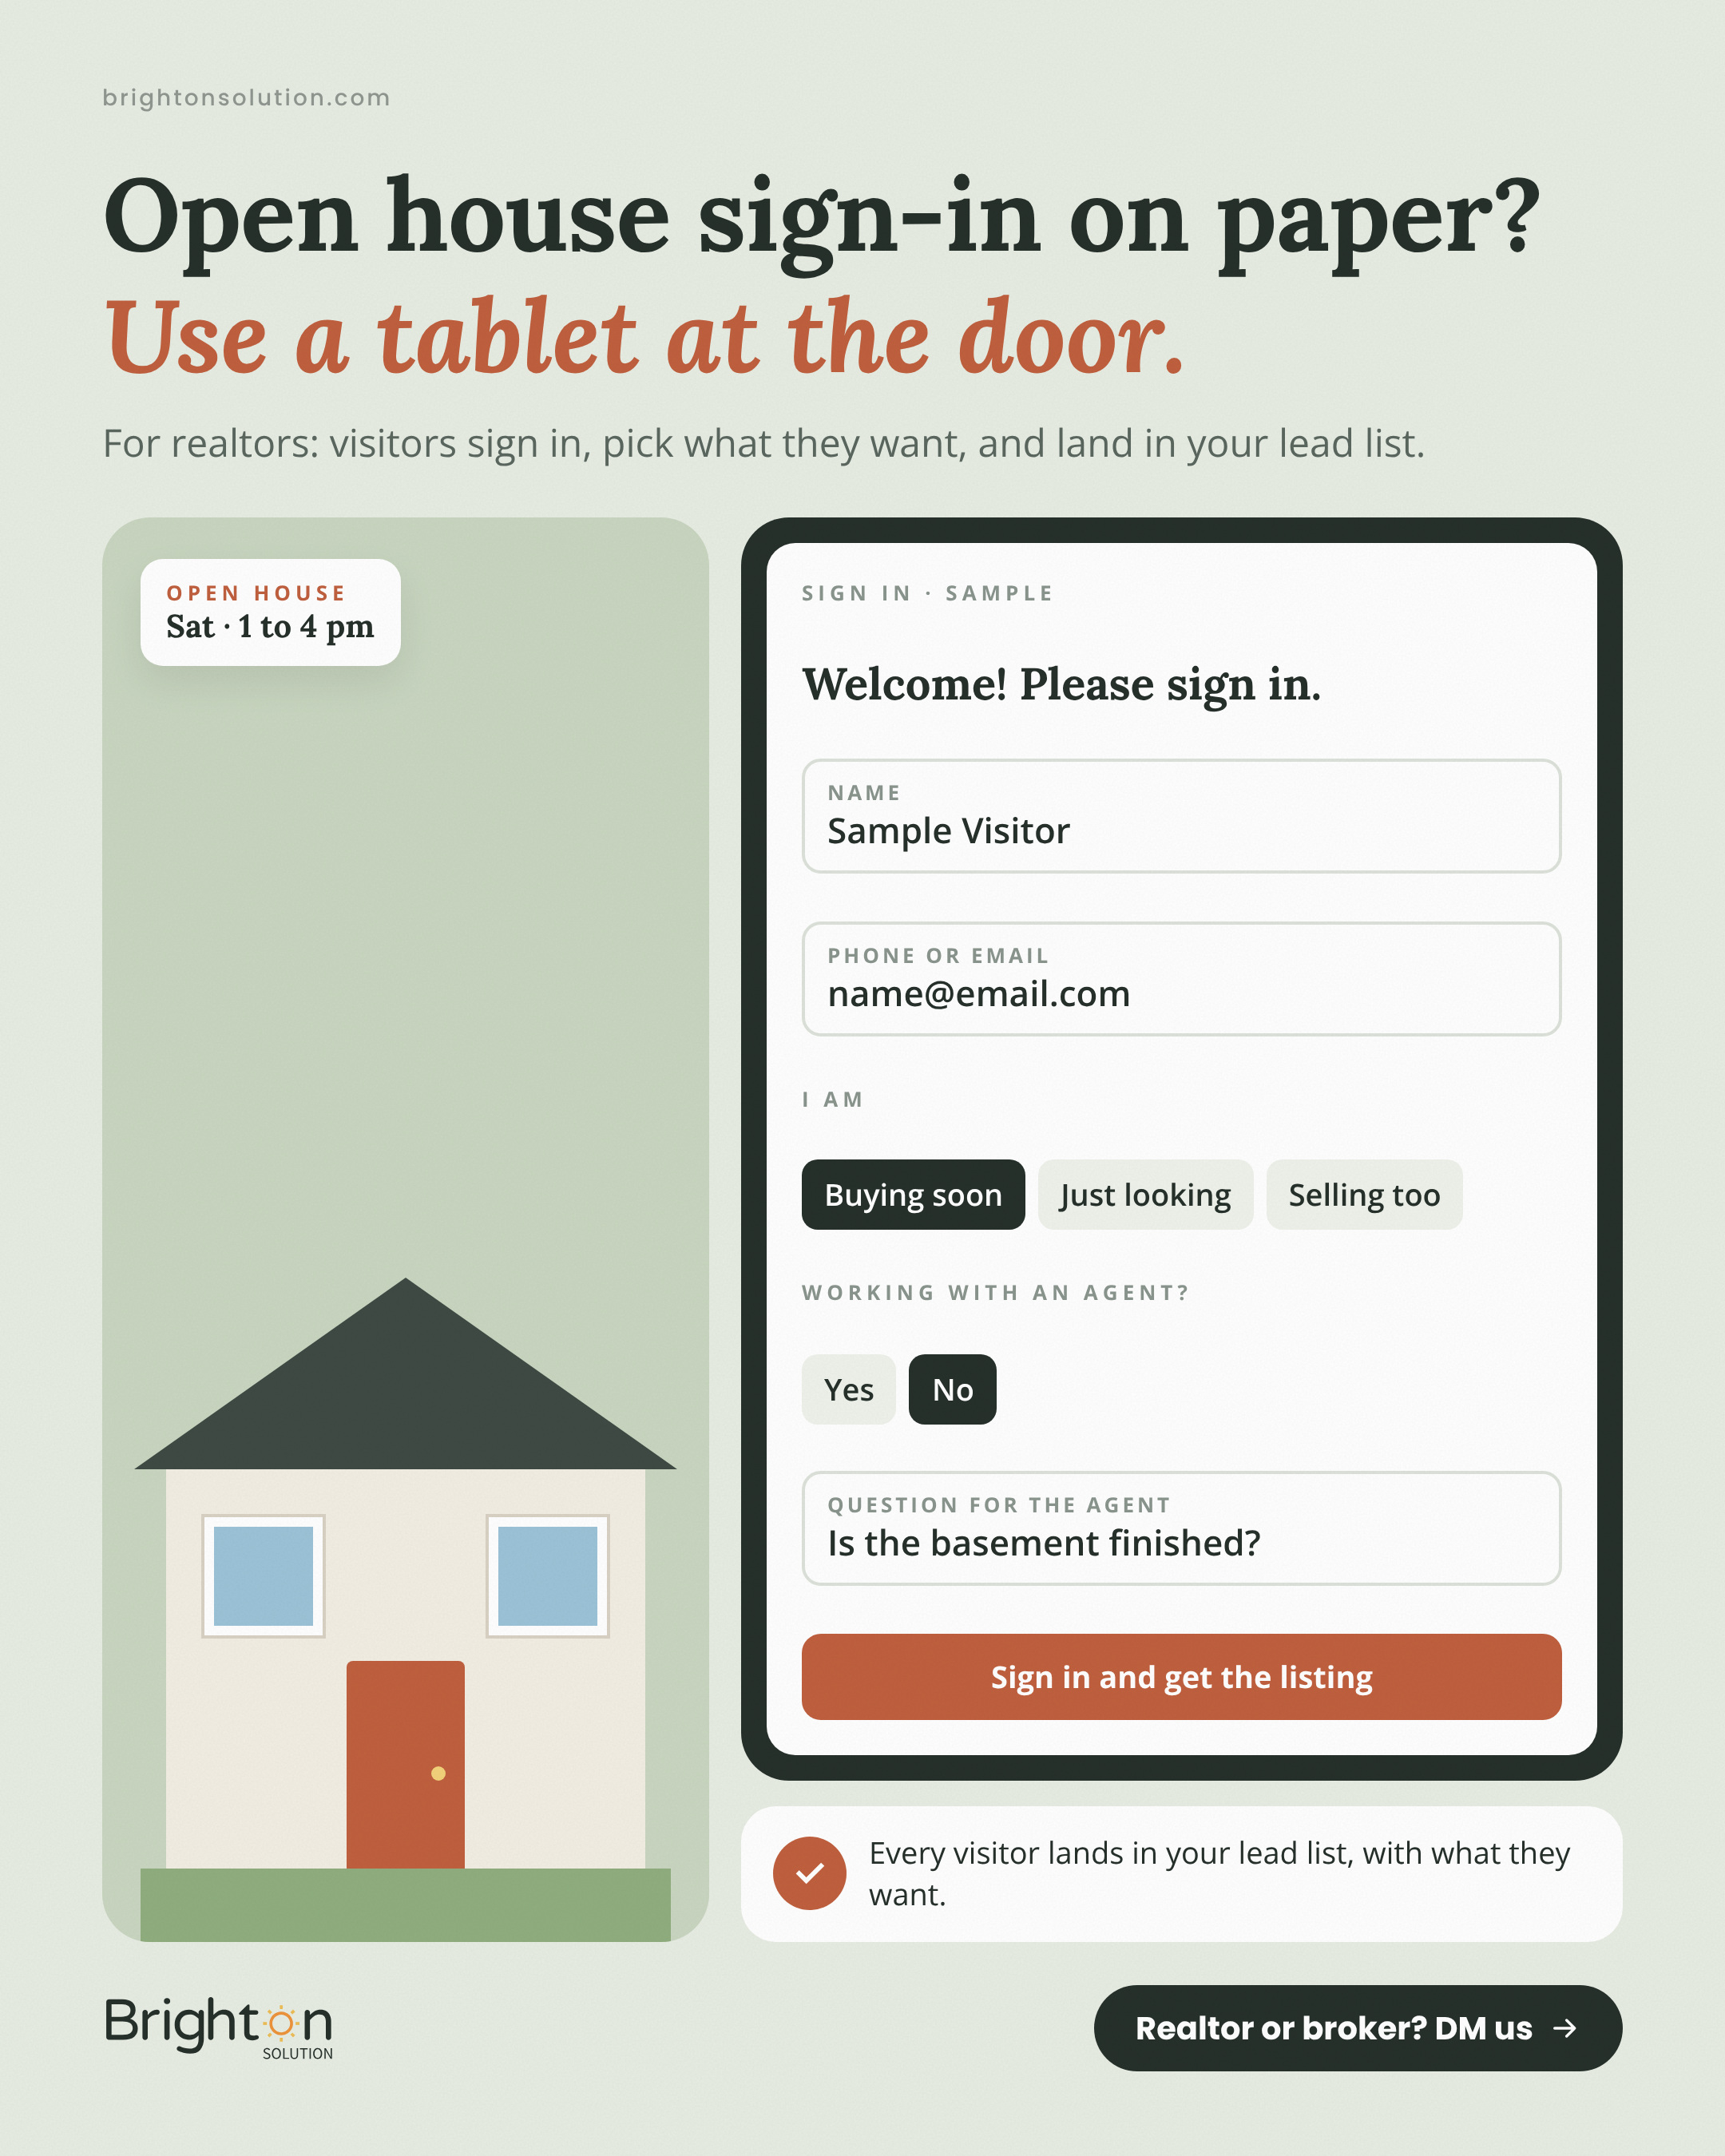 brightonsolution.com
Open house sign-in on paper?
Use a tablet at the door.
For realtors: visitors sign in, pick what they want, and land in your lead list.
OPEN HOUSE
Sat · 1 to 4 pm
SIGN IN · SAMPLE
Welcome! Please sign in.
NAME
Sample Visitor
PHONE OR EMAIL
name@email.com
I AM
Buying soon Just looking Selling too
WORKING WITH AN AGENT?
Yes No
QUESTION FOR THE AGENT
Is the basement finished?
Sign in and get the listing
Every visitor lands in your lead list, with what they
want.
Brighton
SOLUTION
Realtor or broker? DM us →